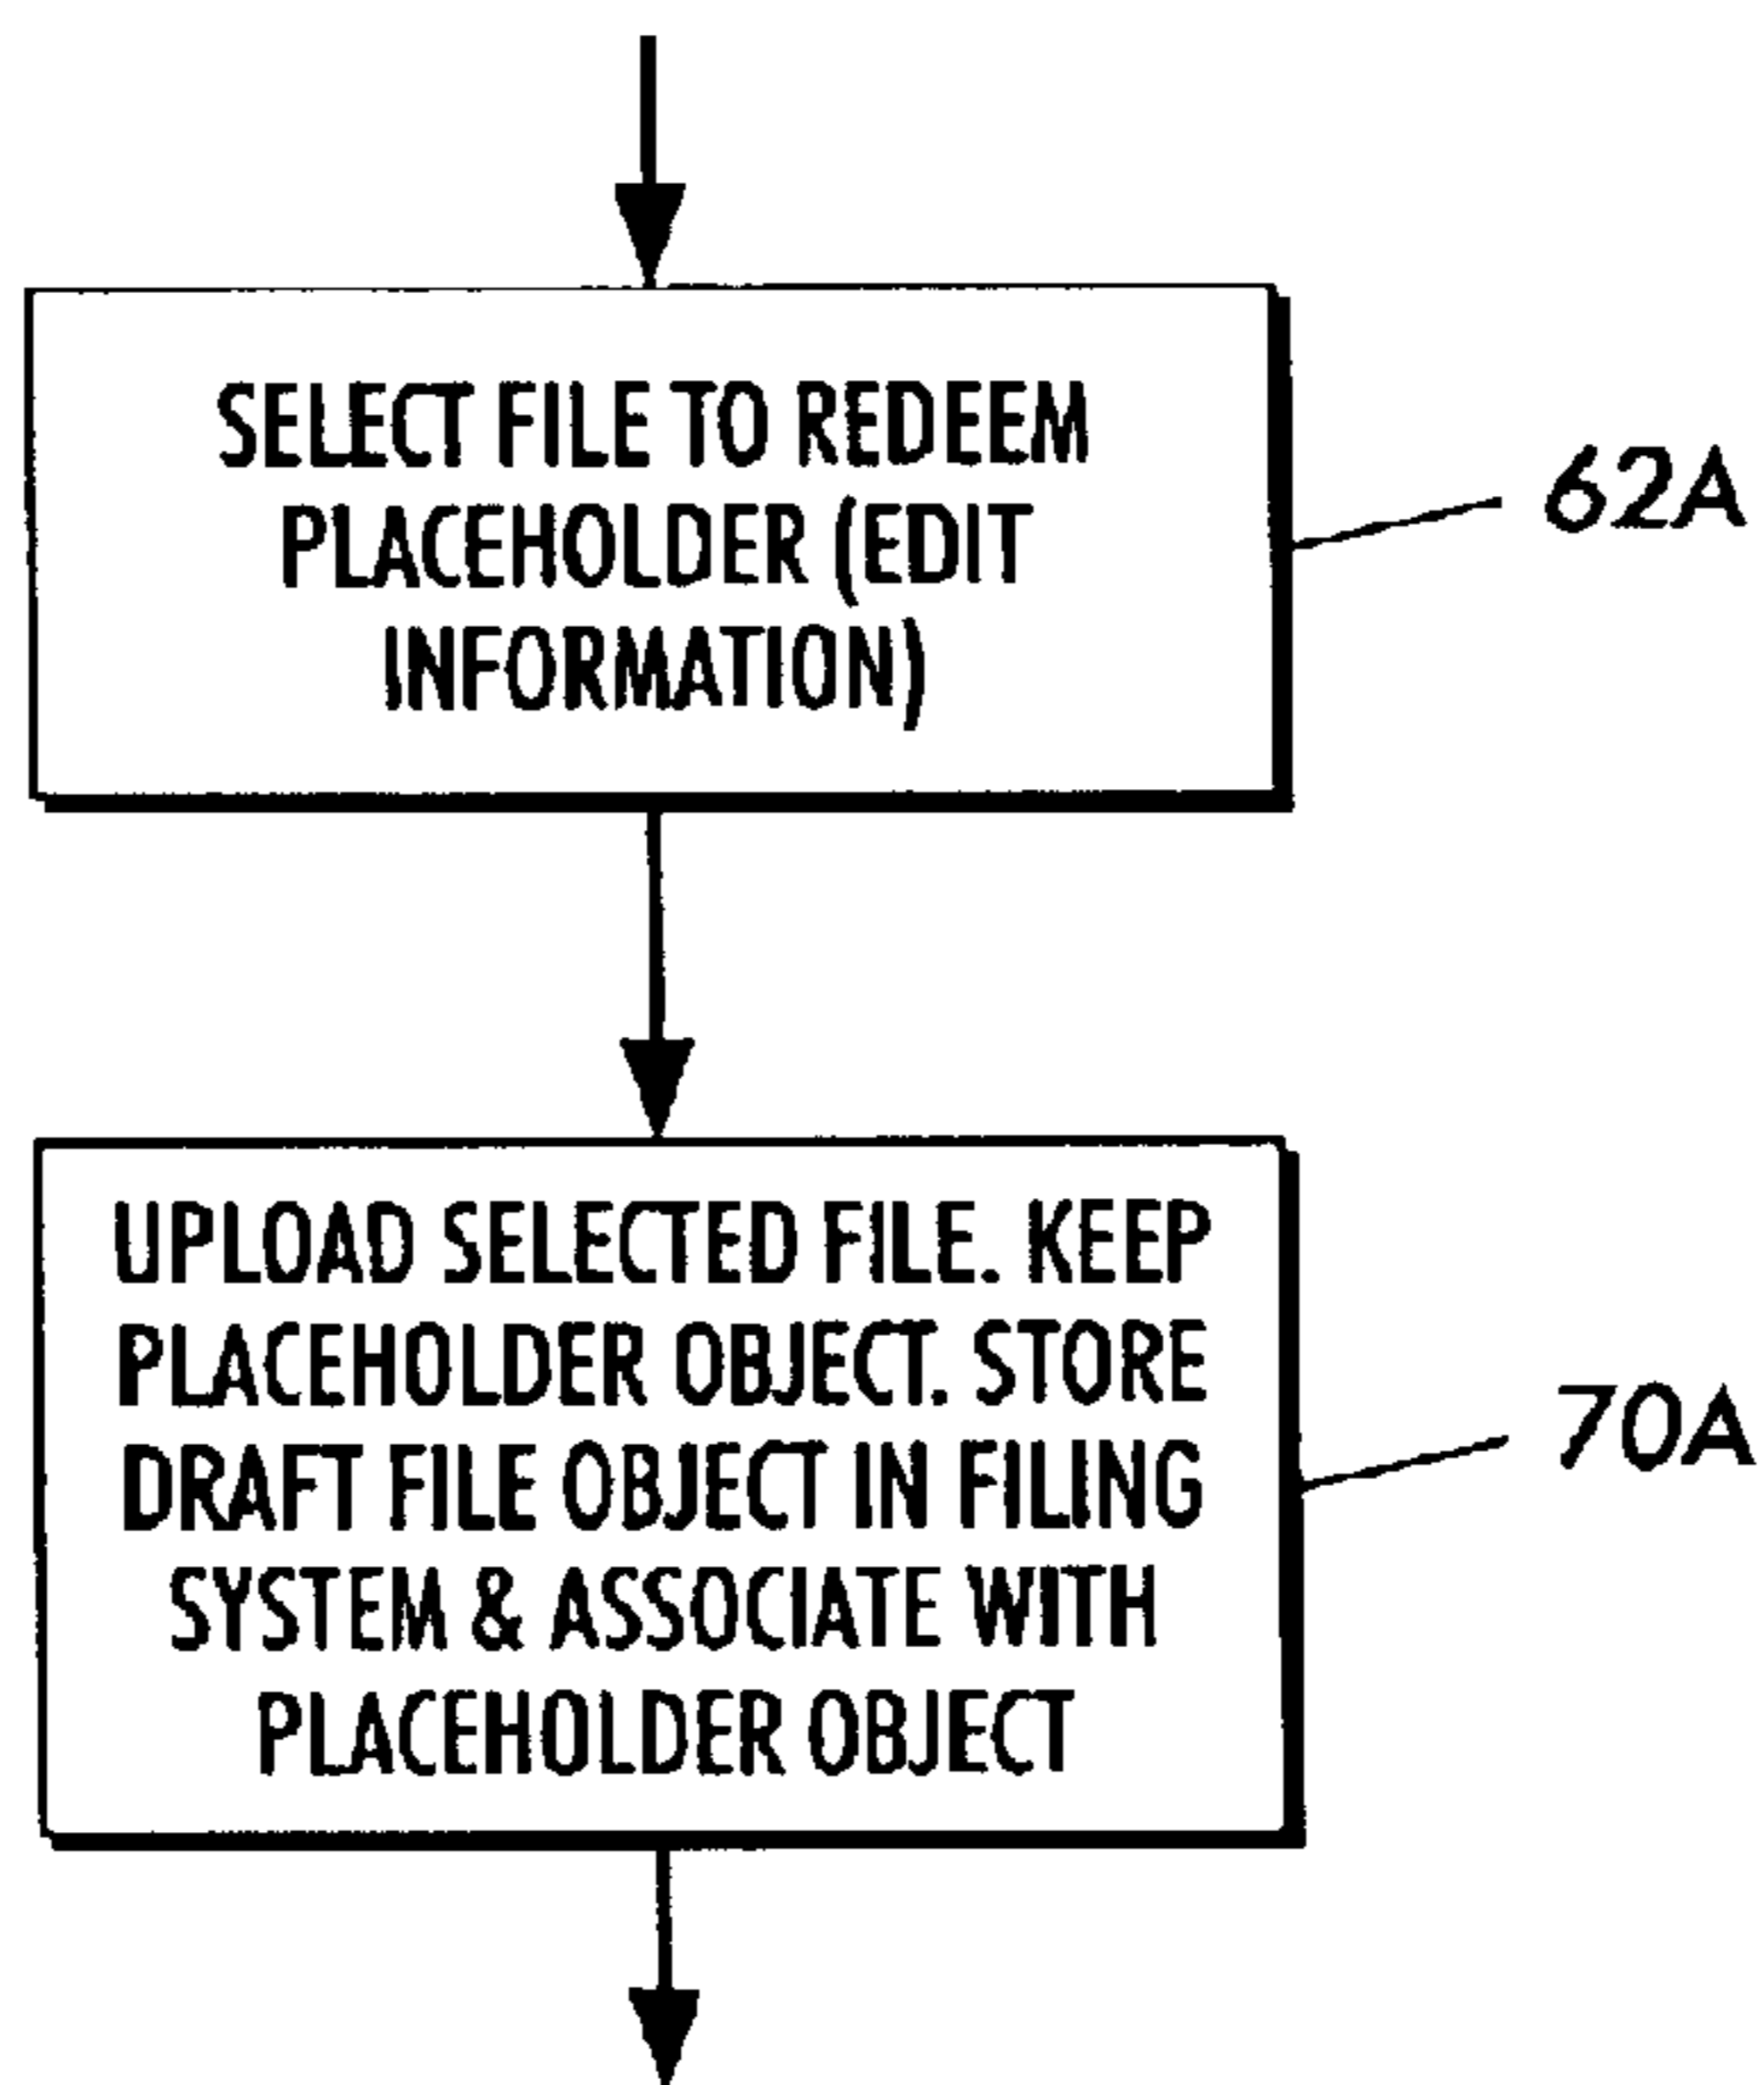 SELECT FILE TO REDEEM
PLACEHOLDER (EDIT
INFORMATION)
62A
UPLOAD SELECTED FILE. KEEP
PLACEHOLDER OBJECT. STORE
DRAFT FILE OBJECT IN FILING
SYSTEM & ASSOCIATE WITH
PLACEHOLDER OBJECT
70A